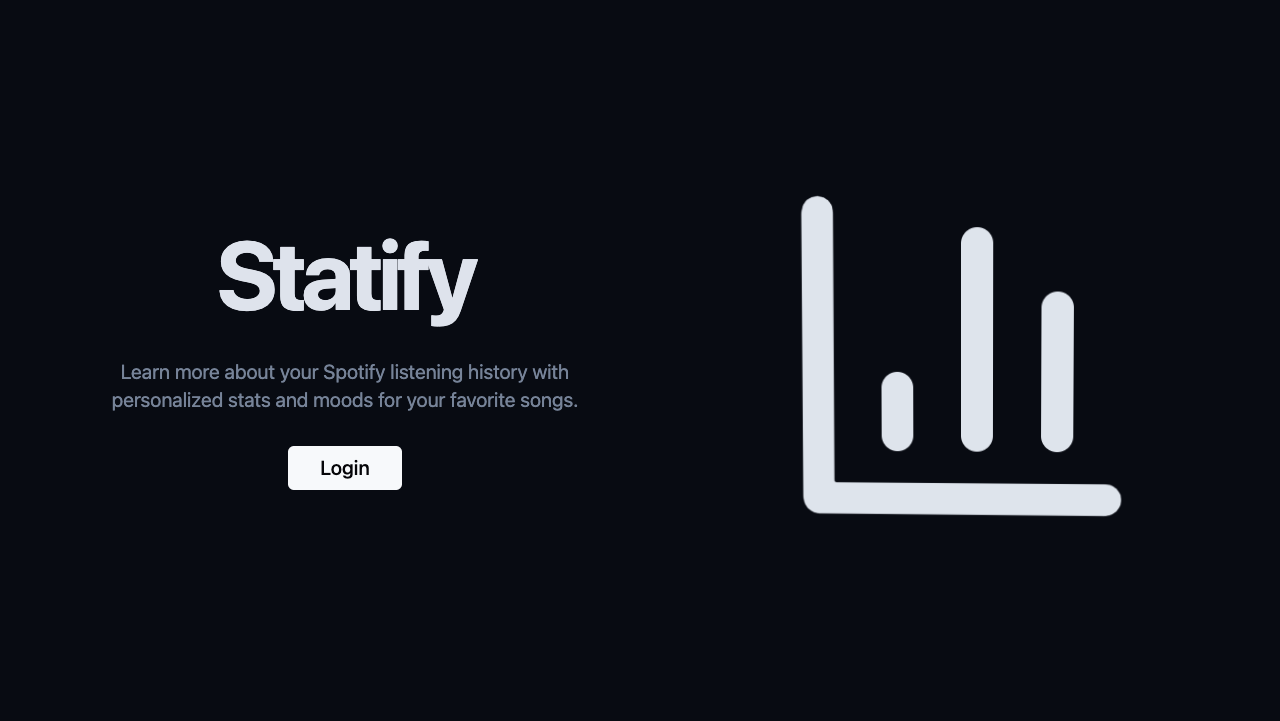 Statify
Learn more about your Spotify listening history with
personalized stats and moods for your favorite songs.
Login